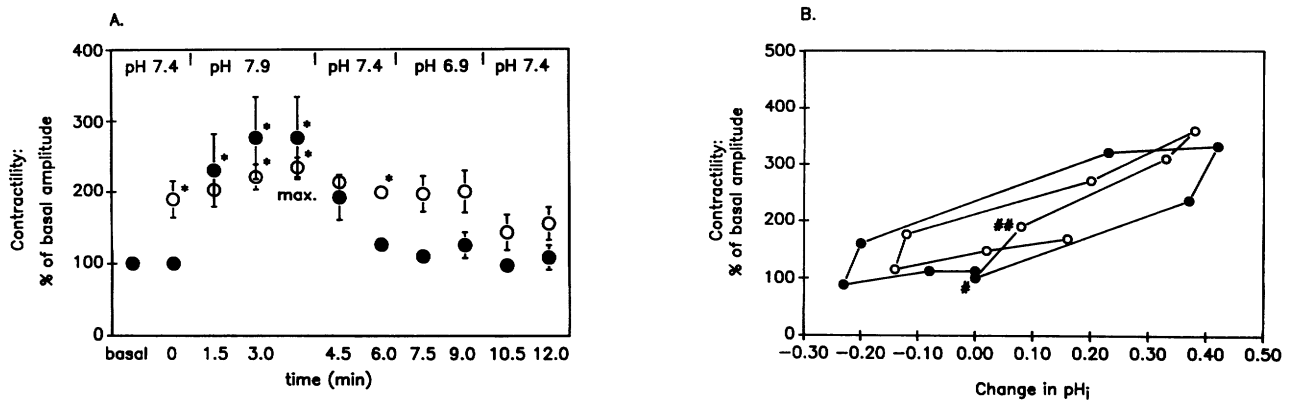 A.
400
pH 7.4 pH 7.9 pH 7.4 pH 6.9 pH 7.4
300
200
100
0
Contractility:
% of basal amplitude
* * * * * *
max.
basal 0 1.5 3.0 4.5 6.0 7.5 9.0 10.5 12.0
time (min)
B.
500
400
300
200
100
0
Contractility:
% of basal amplitude
##
#
-0.30 -0.20 -0.10 0.00 0.10 0.20 0.30 0.40 0.50
Change in pHi